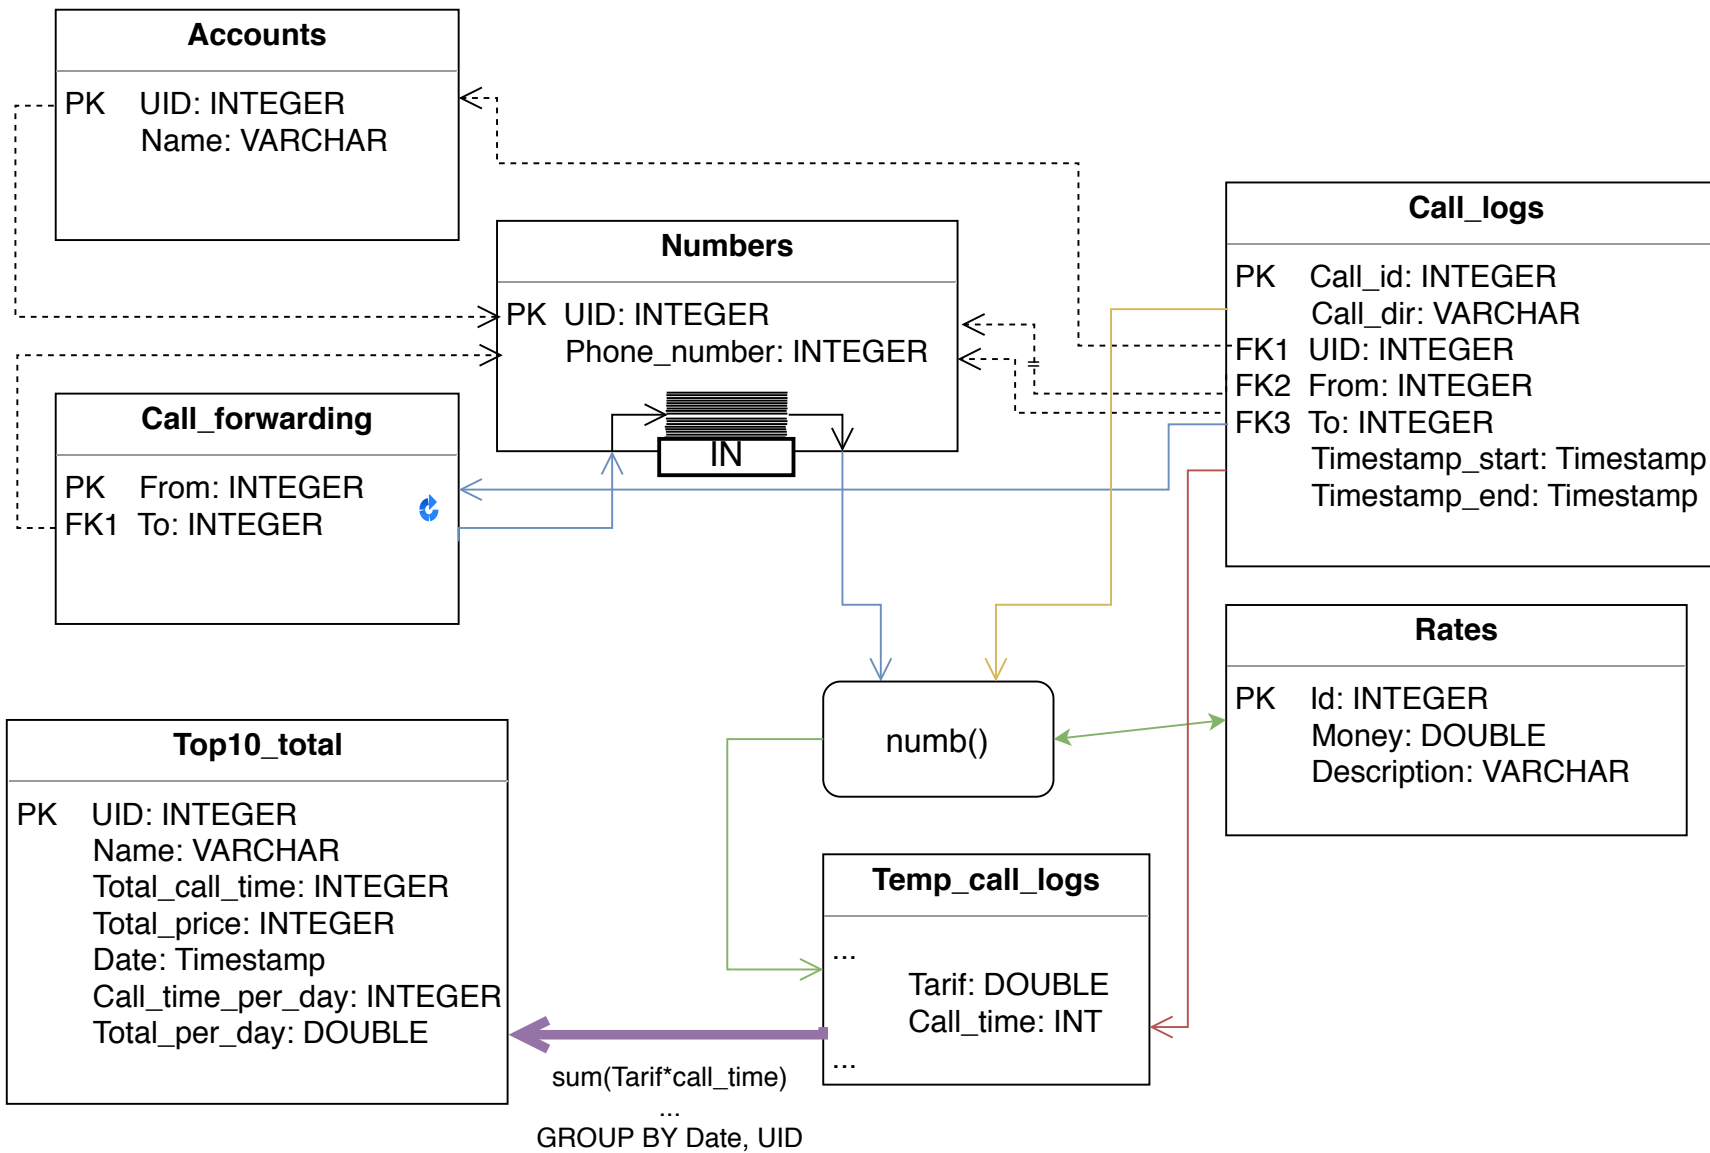 Accounts
PK UID: INTEGER
Name: VARCHAR
Numbers
PK UID: INTEGER
Phone_number: INTEGER
IN
Call_logs
PK Call_id: INTEGER
Call_dir: VARCHAR
FK1 UID: INTEGER
FK2 From: INTEGER
FK3 To: INTEGER
Timestamp_start: Timestamp
Timestamp_end: Timestamp
Call_forwarding
PK From: INTEGER
FK1 To: INTEGER
Rates
PK Id: INTEGER
Money: DOUBLE
Description: VARCHAR
numb()
Top10_total
PK UID: INTEGER
Name: VARCHAR
Total_call_time: INTEGER
Total_price: INTEGER
Date: Timestamp
Call_time_per_day: INTEGER
Total_per_day: DOUBLE
Temp_call_logs
...
Tarif: DOUBLE
Call_time: INT
...
sum(Tarif*call_time)
...
GROUP BY Date, UID